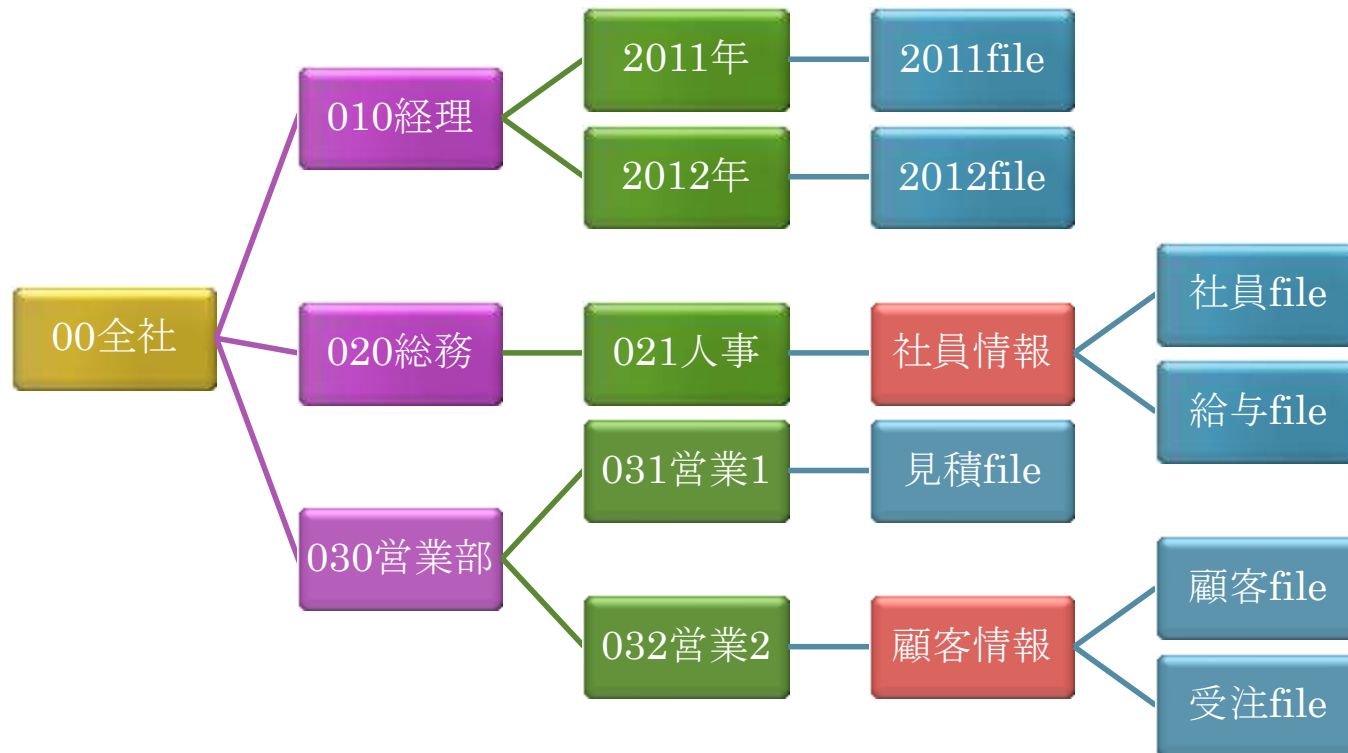 00全社
010経理
2011年
2011file
2012年
2012file
020総務
021人事
社員情報
社員file
給与file
030営業部
031営業1
見積file
032営業2
顧客情報
顧客file
受注file